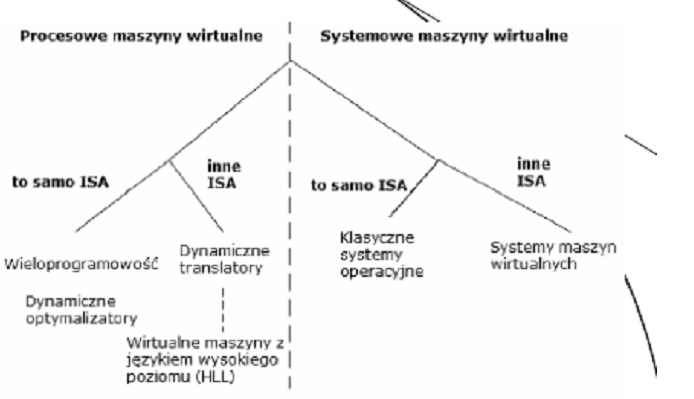 Procesowe maszyny wirtualne
Systemowe maszyny wirtualne
to samo ISA
inne
ISA
to samo ISA
inne
ISA
Wieloprogramowość
Dynamiczne
optymalizatory
Dynamiczne
translatory
Wirtualne maszyny z
językiem wysokiego
poziomu (HLL)
Klasyczne
systemy
operacyjne
Systemy maszyn
wirtualnych